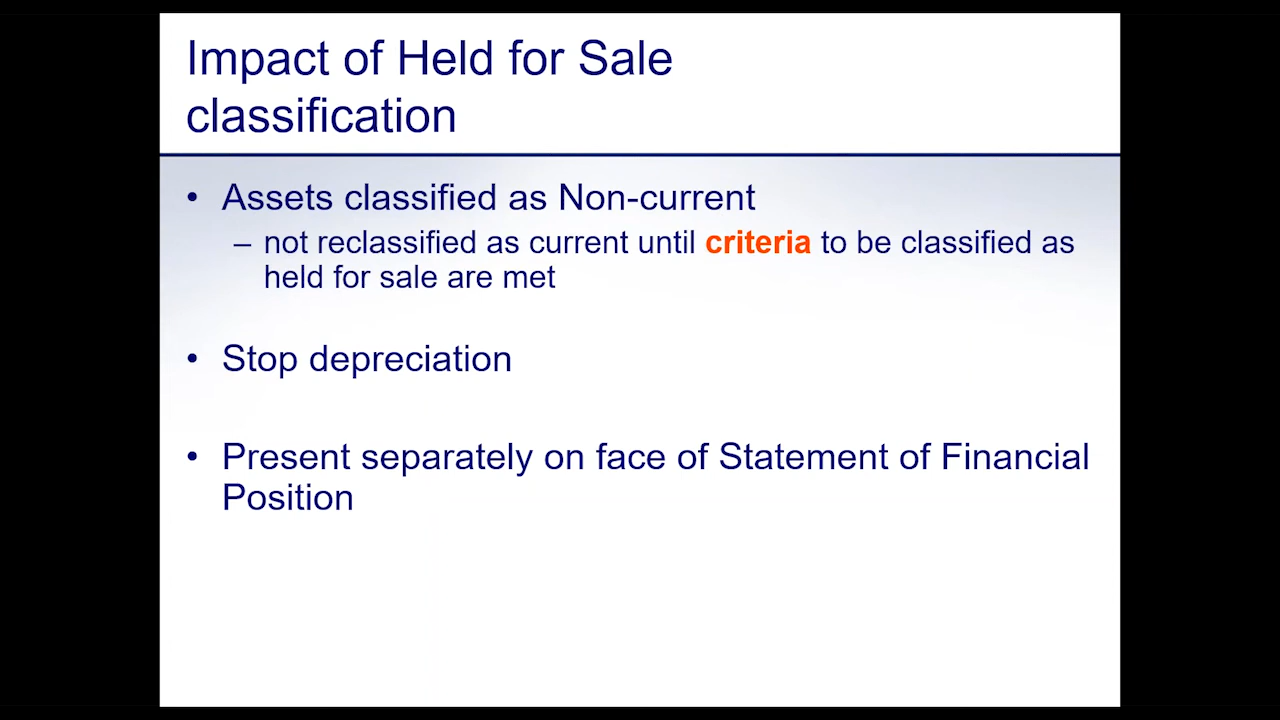 Impact of Held for Sale
classification
• Assets classified as Non-current
– not reclassified as current until criteria to be classified as
held for sale are met
• Stop depreciation
• Present separately on face of Statement of Financial
Position